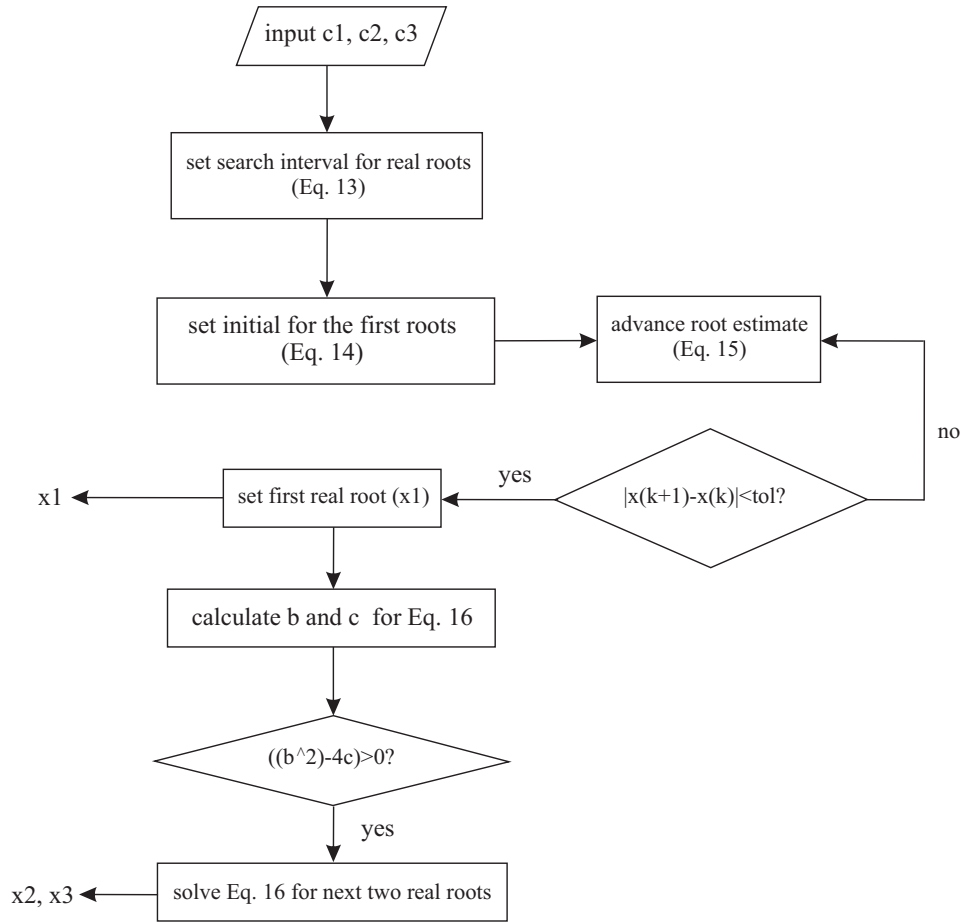 input c1, c2, c3
set search interval for real roots
(Eq. 13)
set initial for the first roots
(Eq. 14)
advance root estimate
(Eq. 15)
no
|x(k+1)-x(k)|<tol?
yes
set first real root (x1)
x1
calculate b and c for Eq. 16
((b^2)-4c)>0?
yes
solve Eq. 16 for next two real roots
x2, x3